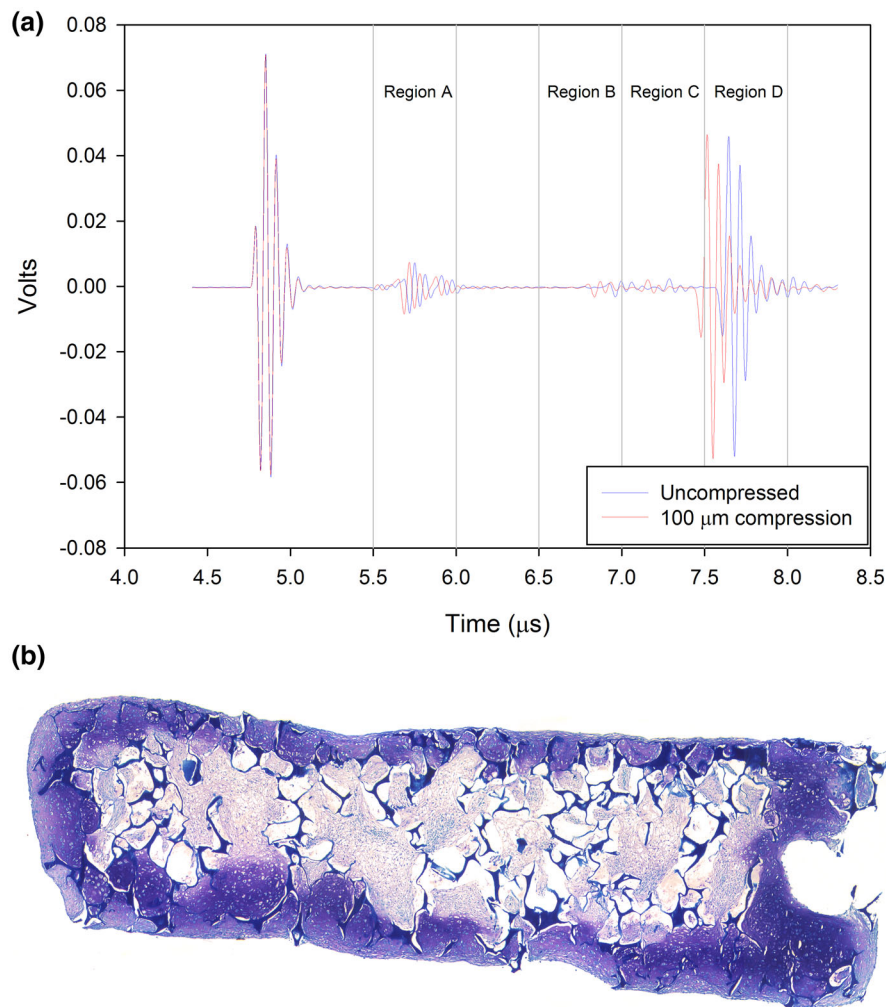 (a)
0.08
0.06
0.04
0.02
0.00
-0.02
-0.04
-0.06
-0.08
Volts
Region A
Region B
Region C
Region D
Uncompressed
100 μm compression
4.0 4.5 5.0 5.5 6.0 6.5 7.0 7.5 8.0 8.5
Time (μs)
(b)